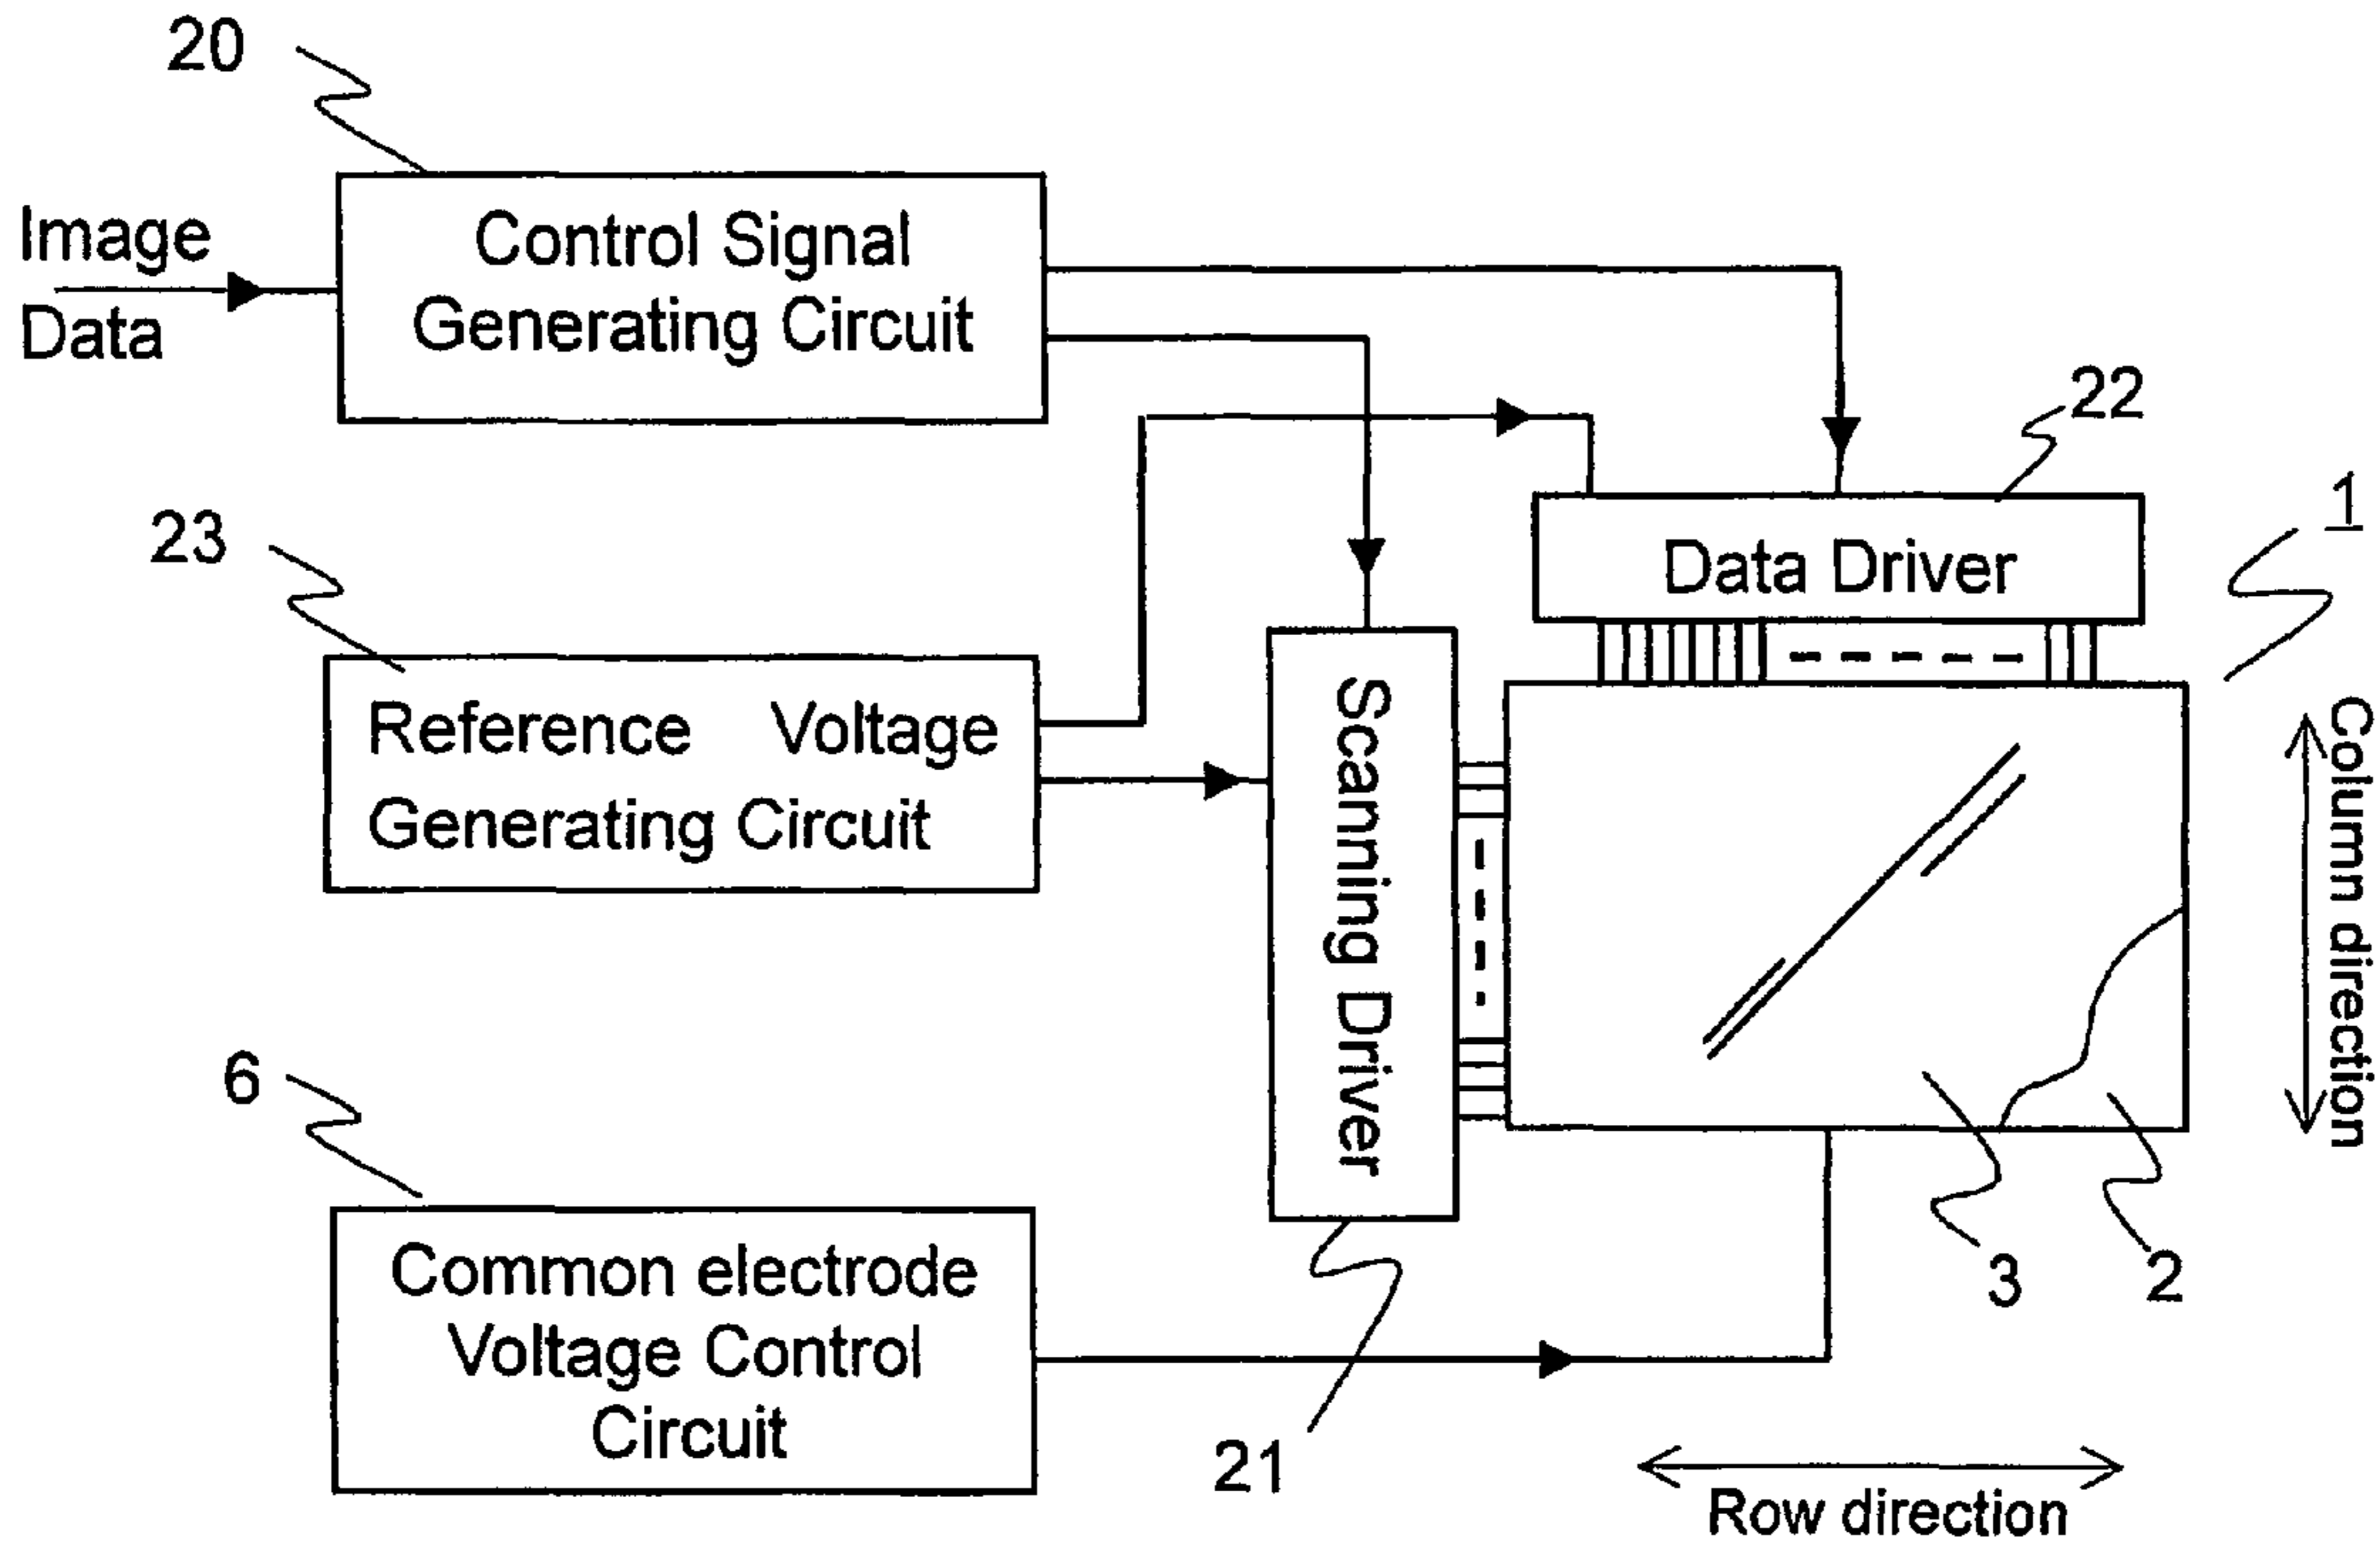 20
Image
Data
Control Signal
Generating Circuit
22
1
23
Data Driver
Reference Voltage
Generating Circuit
Scanning Driver
Column direction
6
Common electrode
Voltage Control
Circuit
3
2
21
Row direction